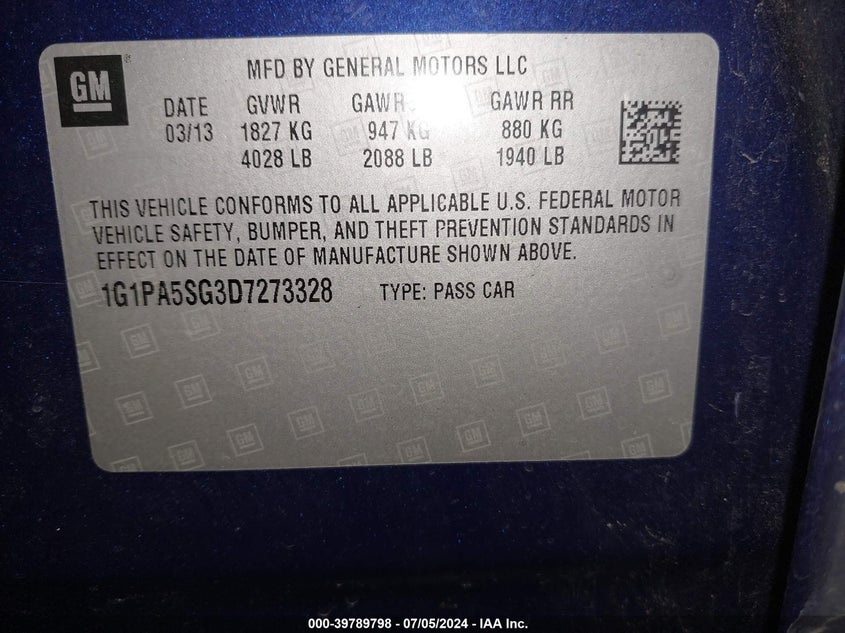 GM
MFD BY GENERAL MOTORS LLC
DATE GVWR GAWR GAWR RR
03/13 1827 KG 947 KG 880 KG
4028 LB 2088 LB 1940 LB
THIS VEHICLE CONFORMS TO ALL APPLICABLE U.S. FEDERAL MOTOR
VEHICLE SAFETY, BUMPER, AND THEFT PREVENTION STANDARDS IN
EFFECT ON THE DATE OF MANUFACTURE SHOWN ABOVE.
1G1PA5SG3D7273328 TYPE: PASS CAR
000-39789798 - 07/05/2024 - IAA Inc.